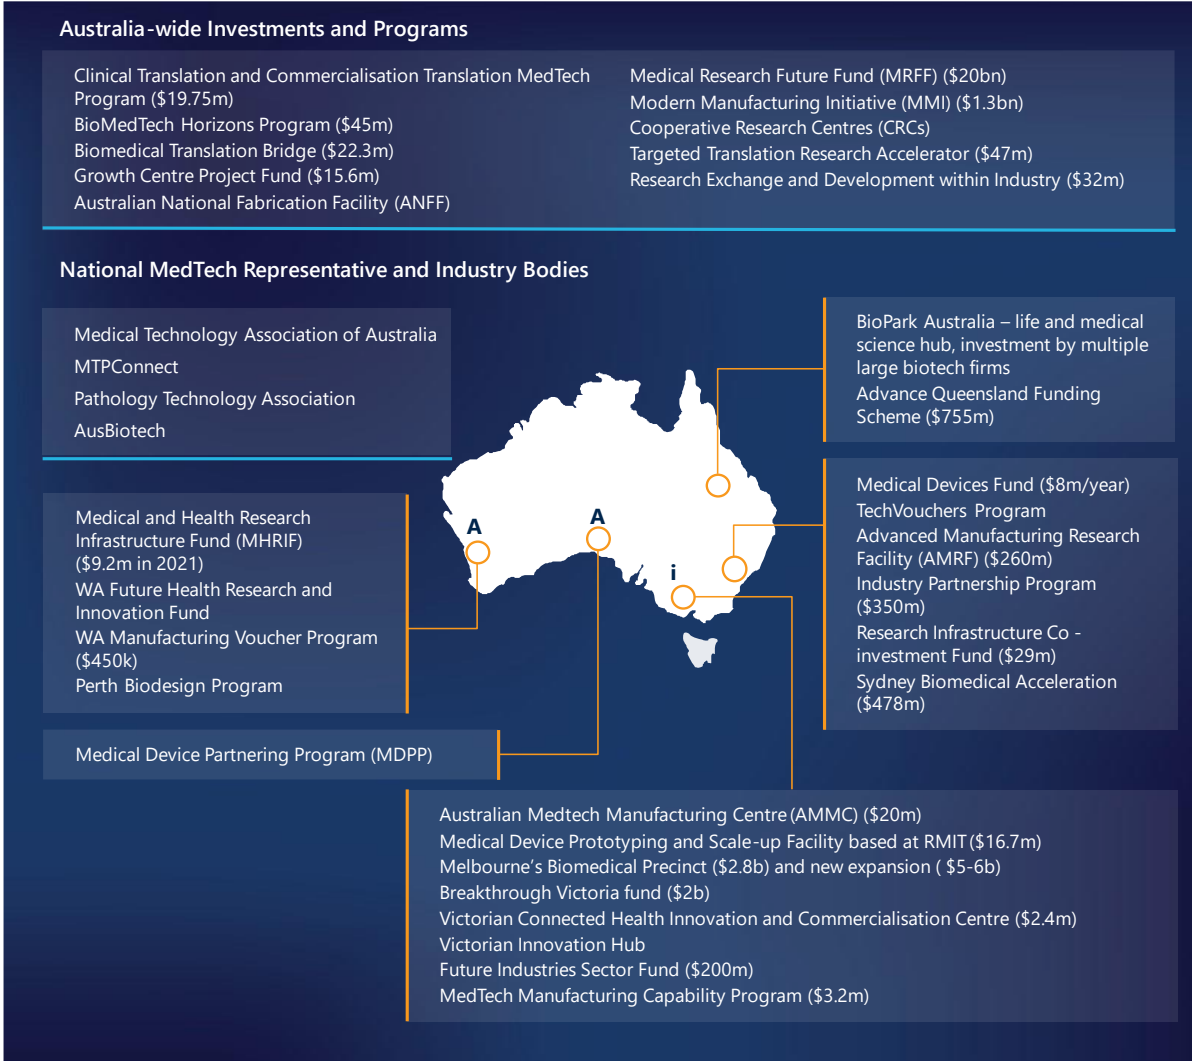 Australia-wide Investments and Programs
Clinical Translation and Commercialisation Translation MedTech
Program ($19.75m)
BioMedTech Horizons Program ($45m)
Biomedical Translation Bridge ($22.3m)
Growth Centre Project Fund ($15.6m)
Australian National Fabrication Facility (ANFF)
Medical Research Future Fund (MRFF) ($20bn)
Modern Manufacturing Initiative (MMI) ($1.3bn)
Cooperative Research Centres (CRCs)
Targeted Translation Research Accelerator ($47m)
Research Exchange and Development within Industry ($32m)
National MedTech Representative and Industry Bodies
Medical Technology Association of Australia
MTPConnect
Pathology Technology Association
AusBiotech
BioPark Australia – life and medical
science hub, investment by multiple
large biotech firms
Advance Queensland Funding
Scheme ($755m)
Medical Devices Fund ($8m/year)
TechVouchers Program
Advanced Manufacturing Research
Facility (AMRF) ($260m)
Industry Partnership Program
($350m)
Research Infrastructure Co -
investment Fund ($29m)
Sydney Biomedical Acceleration
($478m)
A
A
i
Medical and Health Research
Infrastructure Fund (MHRIF)
($9.2m in 2021)
WA Future Health Research and
Innovation Fund
WA Manufacturing Voucher Program
($450k)
Perth Biodesign Program
Medical Device Partnering Program (MDPP)
Australian Medtech Manufacturing Centre (AMMC) ($20m)
Medical Device Prototyping and Scale-up Facility based at RMIT ($16.7m)
Melbourne's Biomedical Precinct ($2.8b) and new expansion ( $5-6b)
Breakthrough Victoria fund ($2b)
Victorian Connected Health Innovation and Commercialisation Centre ($2.4m)
Victorian Innovation Hub
Future Industries Sector Fund ($200m)
MedTech Manufacturing Capability Program ($3.2m)